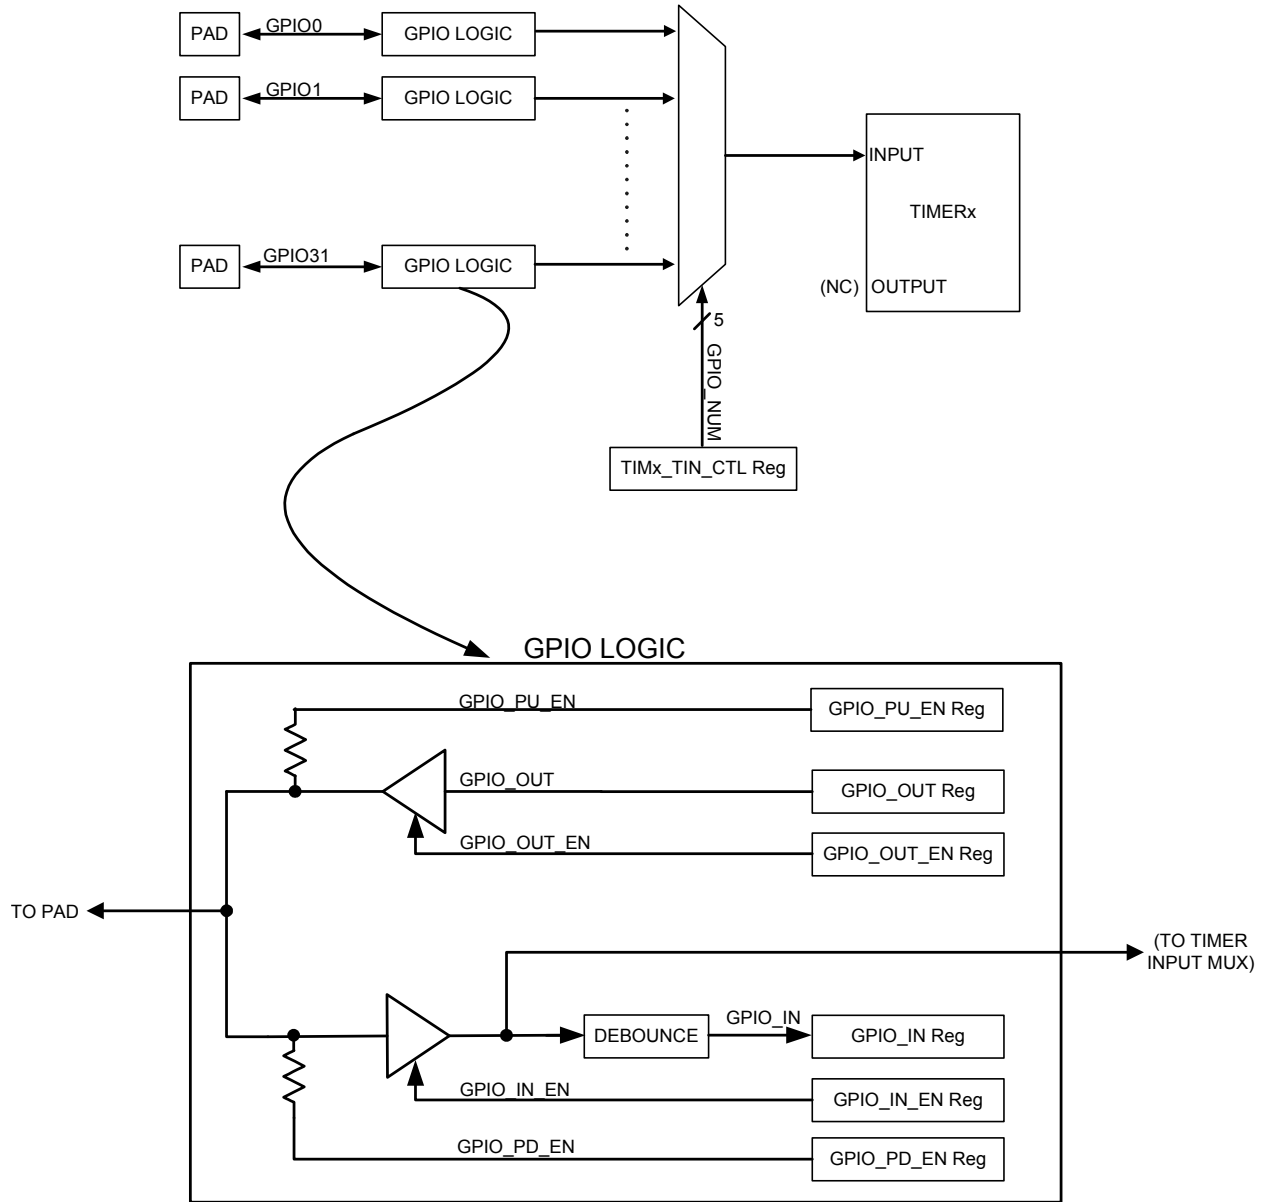 PAD GPIO0 GPIO LOGIC
PAD GPIO1 GPIO LOGIC
INPUT
TIMERx
PAD GPIO31 GPIO LOGIC
(NC) OUTPUT
5
GPIO_NUM
TIMx_TIN_CTL Reg
GPIO LOGIC
GPIO_PU_EN GPIO_PU_EN Reg
GPIO_OUT GPIO_OUT Reg
GPIO_OUT_EN GPIO_OUT_EN Reg
TO PAD
(TO TIMER
INPUT MUX)
DEBOUNCE GPIO_IN GPIO_IN Reg
GPIO_IN_EN GPIO_IN_EN Reg
GPIO_PD_EN GPIO_PD_EN Reg